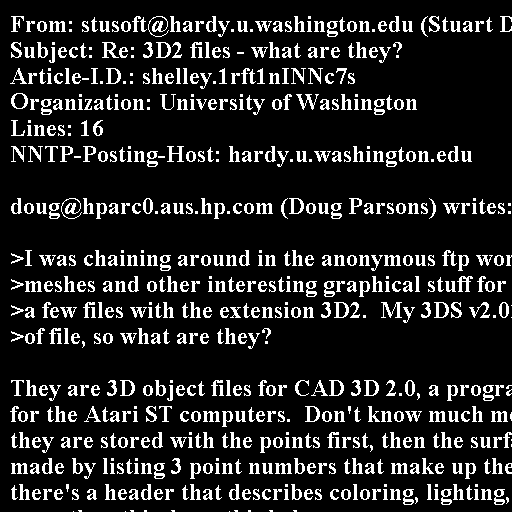 From: stusoft@hardy.u.washington.edu (Stuart D
Subject: Re: 3D2 files - what are they?
Article-I.D.: shelley.1rft1nINNc7s
Organization: University of Washington
Lines: 16
NNTP-Posting-Host: hardy.u.washington.edu

doug@hparc0.aus.hp.com (Doug Parsons) writes:

>I was chaining around in the anonymous ftp wor
>meshes and other interesting graphical stuff for
>a few files with the extension 3D2.  My 3DS v2.0
>of file, so what are they?

They are 3D object files for CAD 3D 2.0, a progra
for the Atari ST computers.  Don't know much m
they are stored with the points first, then the surf
made by listing 3 point numbers that make up the
there's a header that describes coloring, lighting,